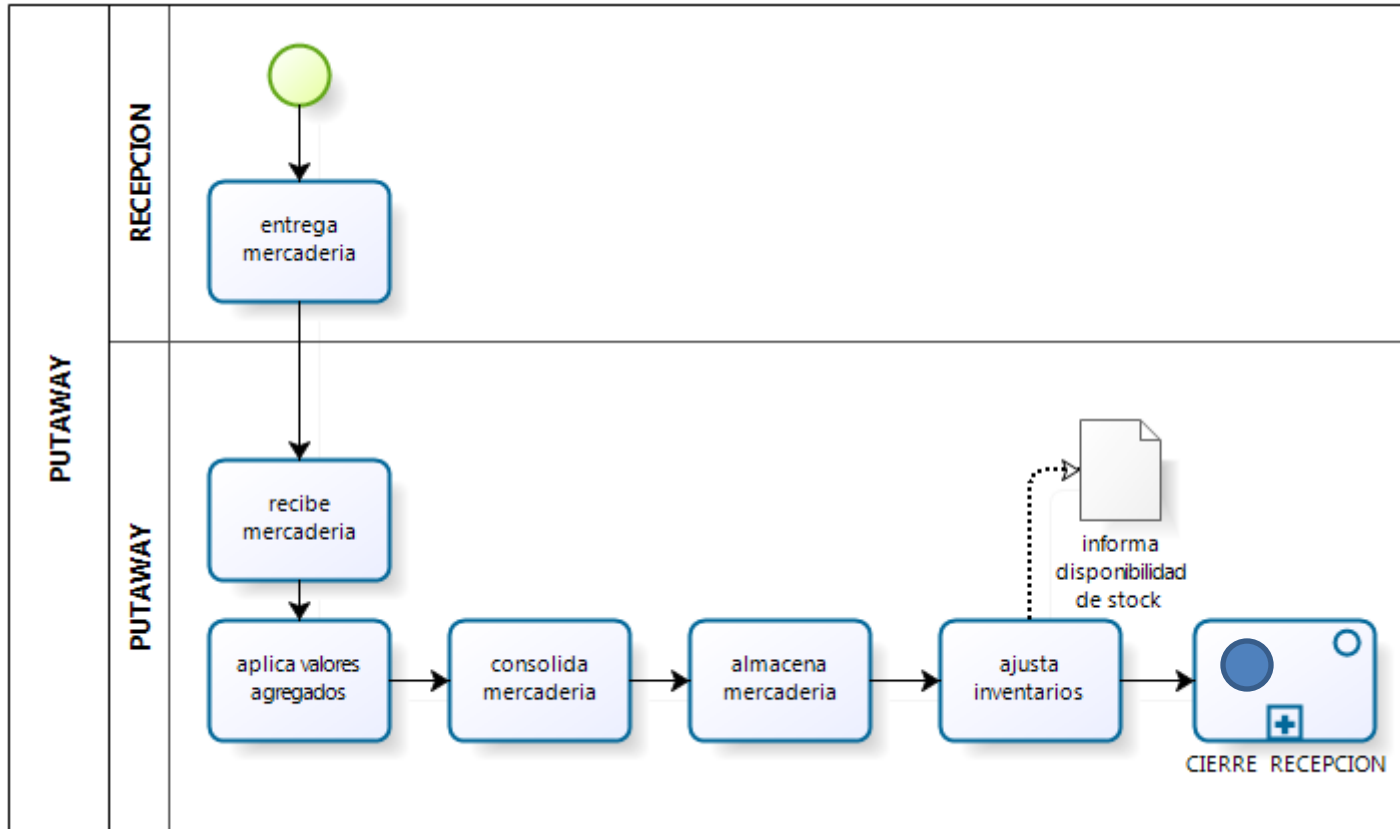 PUTAWAY
RECEPCION
entrega
mercaderia
PUTAWAY
recibe
mercaderia
aplica valores
agregados
consolida
mercaderia
almacena
mercaderia
ajusta
inventarios
informa
disponibilidad
de stock
CIERRE RECEPCION